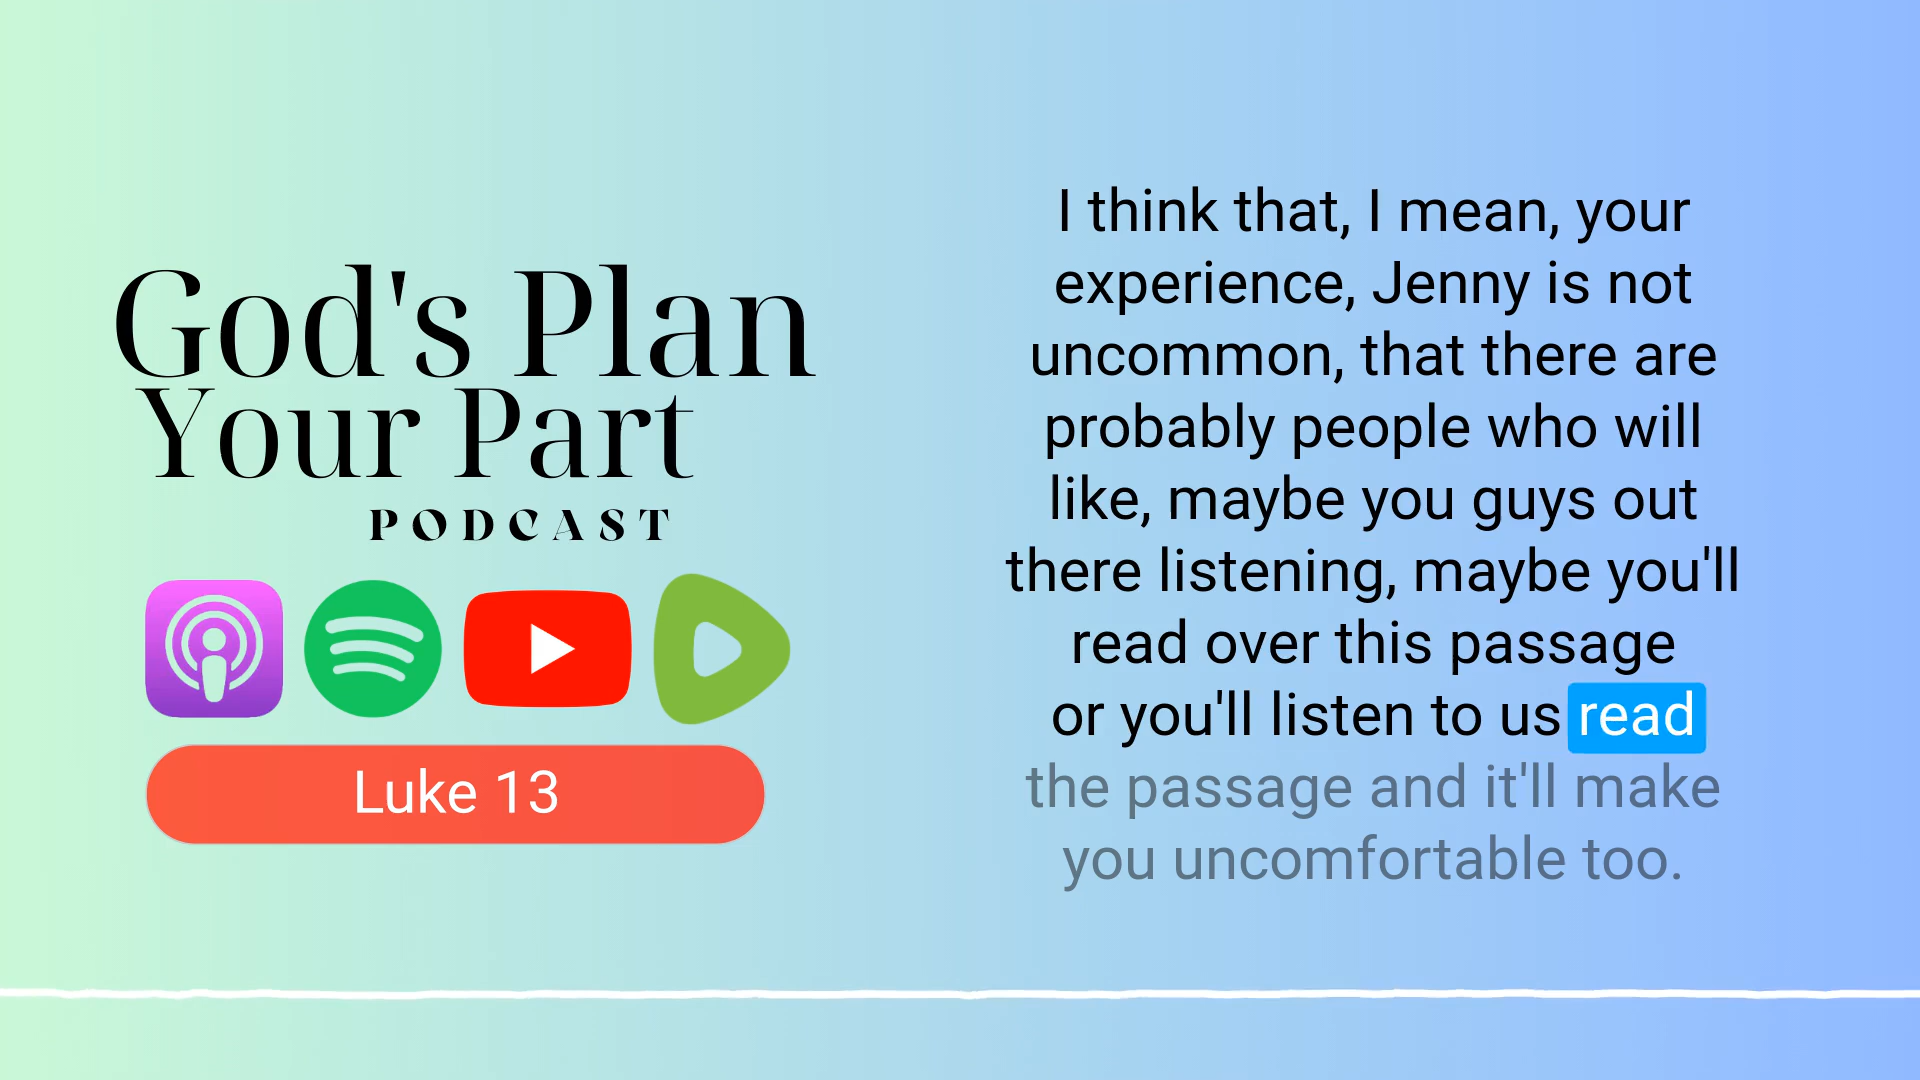 God's Plan
Your Part
PODCAST
Luke 13
I think that, I mean, your
experience, Jenny is not
uncommon, that there are
probably people who will
like, maybe you guys out
there listening, maybe you'll
read over this passage
or you'll listen to us read
the passage and it'll make
you uncomfortable too.